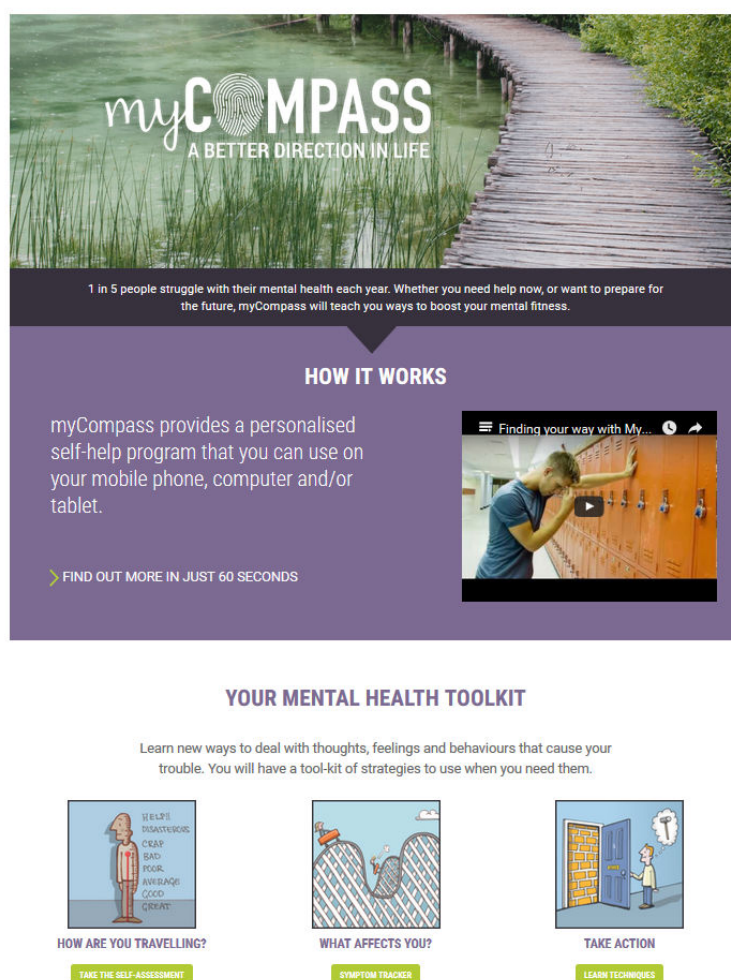 myCOMPASS
A BETTER DIRECTION IN LIFE
1 in 5 people struggle with their mental health each year. Whether you need help now, or want to prepare for
the future, myCompass will teach you ways to boost your mental fitness.
HOW IT WORKS
myCompass provides a personalised
self-help program that you can use on
your mobile phone, computer and/or
tablet.
FIND OUT MORE IN JUST 60 SECONDS
Finding your way with My...
YOUR MENTAL HEALTH TOOLKIT
Learn new ways to deal with thoughts, feelings and behaviours that cause your
trouble. You will have a tool-kit of strategies to use when you need them.
HELP!!
DISASTEROUS
CRAP
BAD
POOR
AVERAGE
GOOD
GREAT
HOW ARE YOU TRAVELLING?
TAKE THE SELF-ASSESSMENT
WHAT AFFECTS YOU?
SYMPTOM TRACKER
TAKE ACTION
LEARN TECHNIQUES